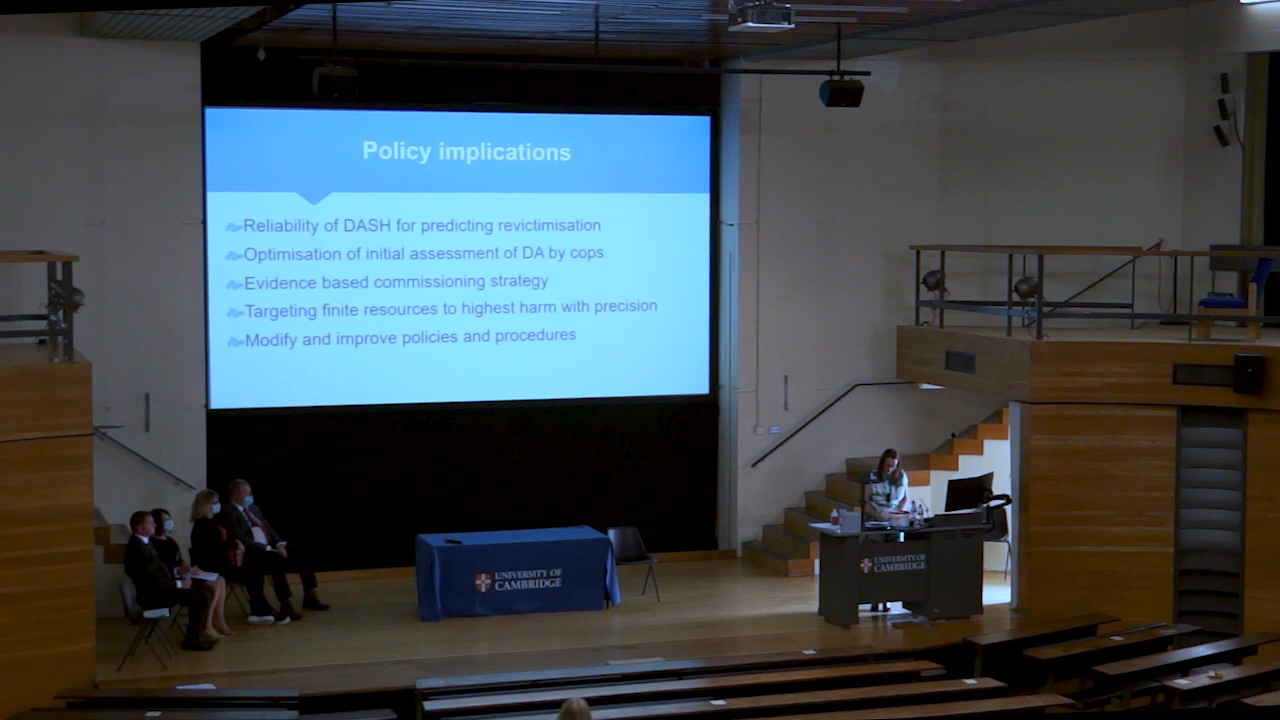 Policy implications
Reliability of DASH for predicting revictimisation
Optimisation of initial assessment of DA by cops
Evidence based commissioning strategy
Targeting finite resources to highest harm with precision
Modify and improve policies and procedures
UNIVERSITY OF
CAMBRIDGE
UNIVERSITY OF
CAMBRIDGE